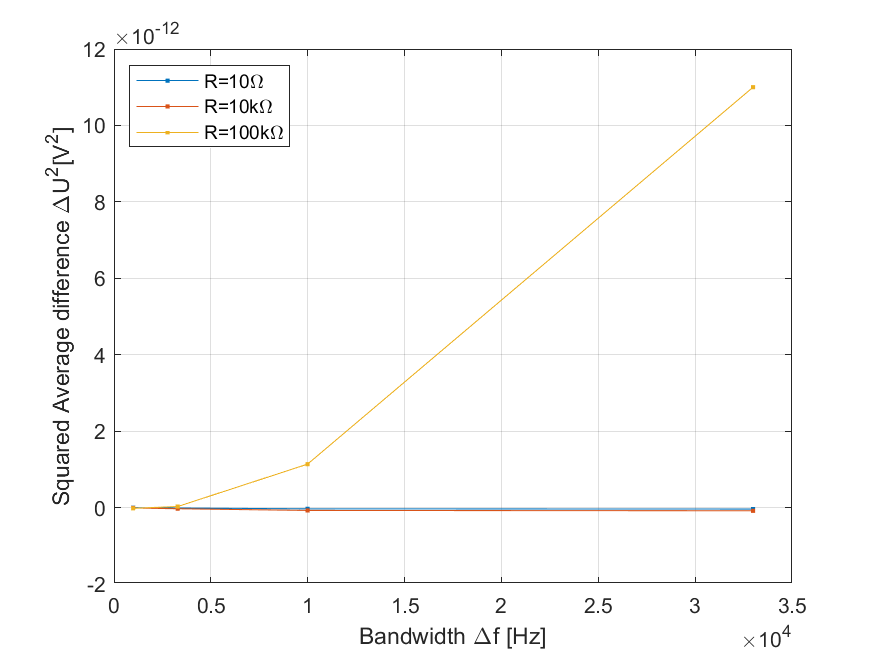 ×10⁻¹²
12
10
8
6
4
2
0
-2
Squared Average difference ΔU²[V²]
R=10Ω
R=10kΩ
R=100kΩ
0 0.5 1 1.5 2 2.5 3 3.5
Bandwidth Δf [Hz]
×10⁴